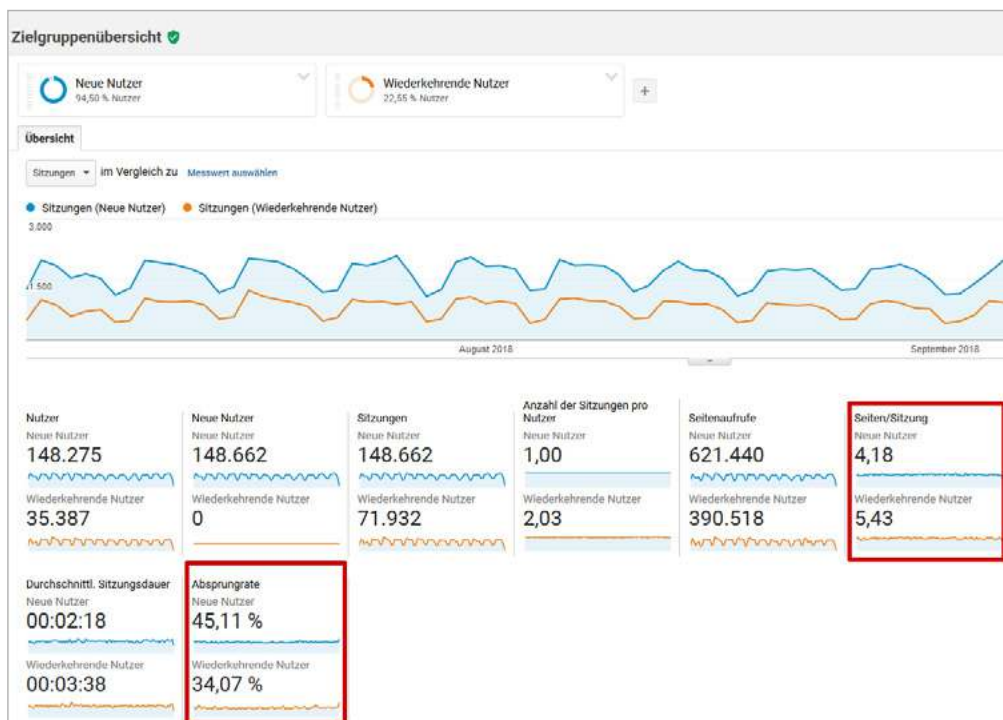 Zielgruppenübersicht
Neue Nutzer
94,50 % Nutzer
Wiederkehrende Nutzer
22,55 % Nutzer
+
Übersicht
Sitzungen im Vergleich zu Messwert auswählen
Sitzungen (Neue Nutzer) Sitzungen (Wiederkehrende Nutzer)
3.000
1.500
August 2018 September 2018
Nutzer
Neue Nutzer
148.275
Wiederkehrende Nutzer
35.387
Neue Nutzer
Neue Nutzer
148.662
Wiederkehrende Nutzer
0
Sitzungen
Neue Nutzer
148.662
Wiederkehrende Nutzer
71.932
Anzahl der Sitzungen pro
Nutzer
Neue Nutzer
1,00
Wiederkehrende Nutzer
2,03
Seitenaufrufe
Neue Nutzer
621.440
Wiederkehrende Nutzer
390.518
Seiten/Sitzung
Neue Nutzer
4,18
Wiederkehrende Nutzer
5,43
Durchschnittl. Sitzungsdauer
Neue Nutzer
00:02:18
Wiederkehrende Nutzer
00:03:38
Absprungrate
Neue Nutzer
45,11 %
Wiederkehrende Nutzer
34,07 %